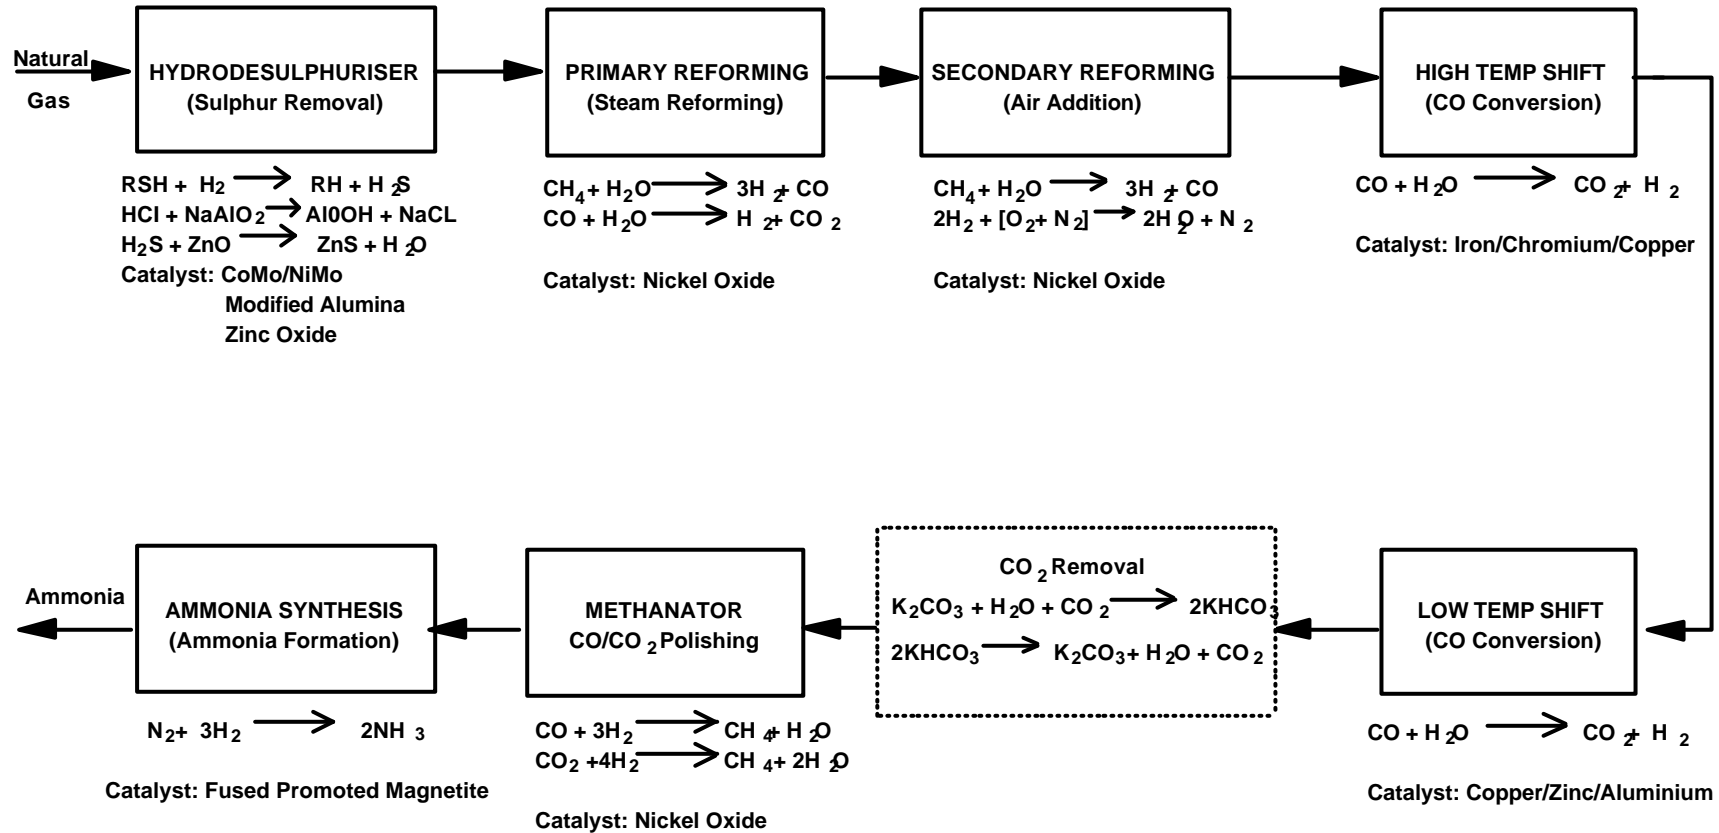 Natural
Gas
HYDRODESULPHURISER
(Sulphur Removal)
RSH + H₂ → RH + H₂S
HCl + NaAlO₂ → Al0OH + NaCL
H₂S + ZnO → ZnS + H₂O
Catalyst: CoMo/NiMo
Modified Alumina
Zinc Oxide
PRIMARY REFORMING
(Steam Reforming)
CH₄ + H₂O → 3H₂ + CO
CO + H₂O → H₂ + CO₂
Catalyst: Nickel Oxide
SECONDARY REFORMING
(Air Addition)
CH₄ + H₂O → 3H₂ + CO
2H₂ + [O₂ + N₂] → 2H₂O + N₂
Catalyst: Nickel Oxide
HIGH TEMP SHIFT
(CO Conversion)
CO + H₂O → CO₂ + H₂
Catalyst: Iron/Chromium/Copper
LOW TEMP SHIFT
(CO Conversion)
CO + H₂O → CO₂ + H₂
Catalyst: Copper/Zinc/Aluminium
CO₂ Removal
K₂CO₃ + H₂O + CO₂ → 2KHCO₃
2KHCO₃ → K₂CO₃ + H₂O + CO₂
METHANATOR
CO/CO₂ Polishing
CO + 3H₂ → CH₄ + H₂O
CO₂ +4H₂ → CH₄ + 2H₂O
Catalyst: Nickel Oxide
AMMONIA SYNTHESIS
(Ammonia Formation)
N₂ + 3H₂ → 2NH₃
Catalyst: Fused Promoted Magnetite
Ammonia